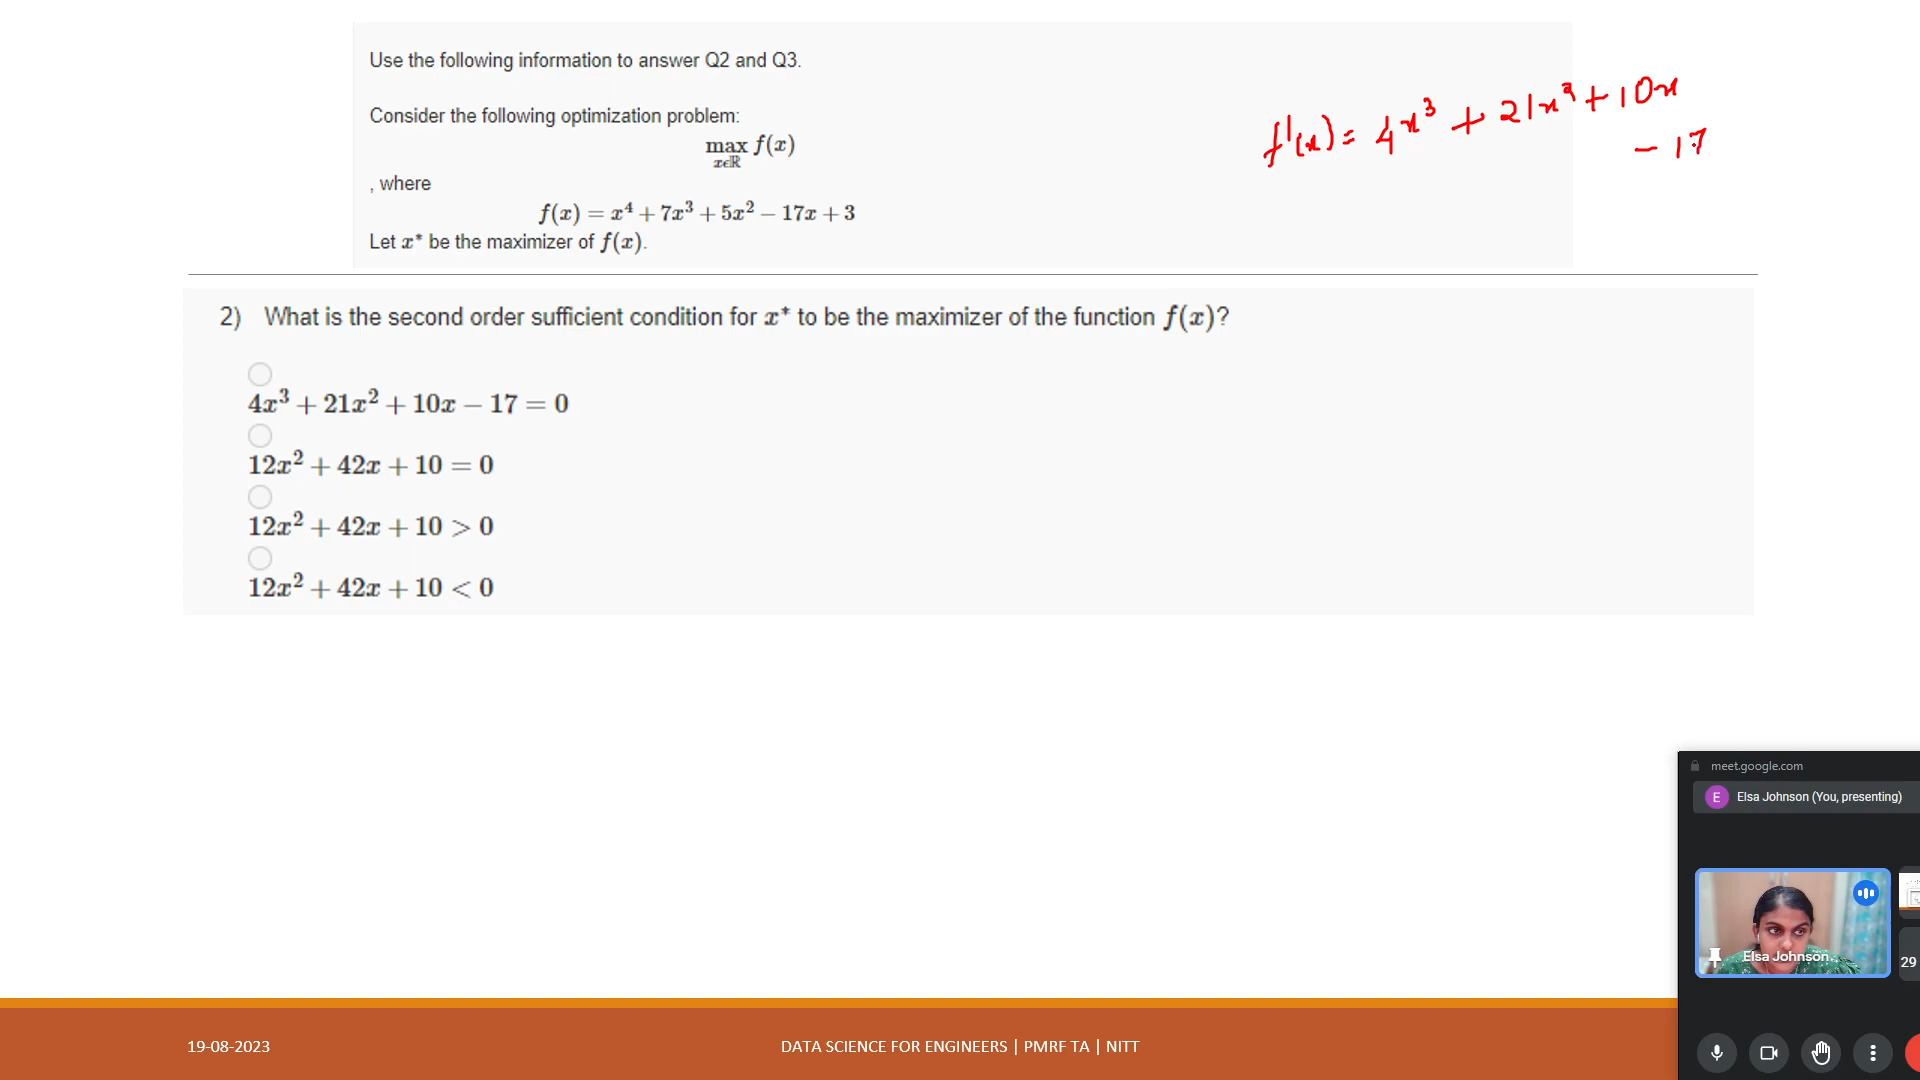 Use the following information to answer Q2 and Q3.
Consider the following optimization problem:
max f(x)
x∈ℝ
, where
f(x) = x⁴ + 7x³ + 5x² − 17x + 3
Let x* be the maximizer of f(x).
f'(x) = 4x³ + 21x² + 10x
− 17
2) What is the second order sufficient condition for x* to be the maximizer of the function f(x)?
4x³ + 21x² + 10x − 17 = 0
12x² + 42x + 10 = 0
12x² + 42x + 10 > 0
12x² + 42x + 10 < 0
meet.google.com
E Elsa Johnson (You, presenting)
Elsa Johnson...
29
19-08-2023
DATA SCIENCE FOR ENGINEERS | PMRF TA | NITT